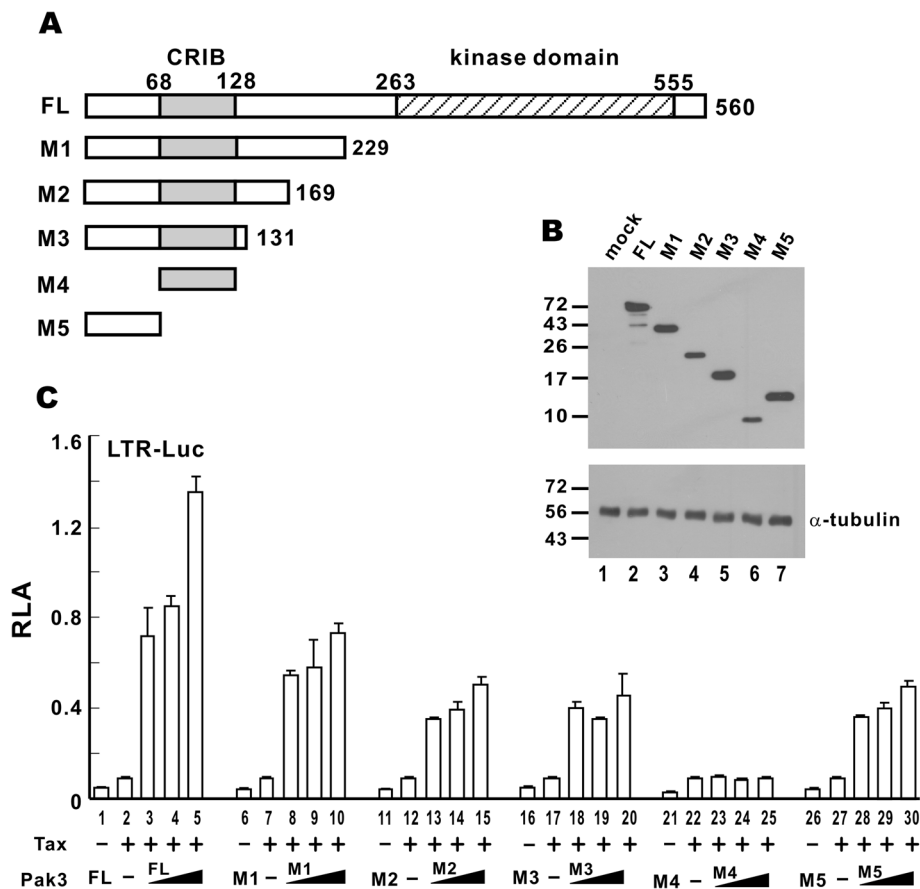 A
CRIB kinase domain
68 128 263 555
FL 560
M1 229
M2 169
M3 131
M4
M5
B
mock FL M1 M2 M3 M4 M5
72
43
26
17
10
72
56 α-tubulin
43
1 2 3 4 5 6 7
C
LTR-Luc
RLA
1.6
1.2
0.8
0.4
0
1 2 3 4 5 6 7 8 9 10 11 12 13 14 15 16 17 18 19 20 21 22 23 24 25 26 27 28 29 30
Tax − + + + + − + + + + − + + + + − + + + + − + + + + − + + + +
Pak3 FL − FL M1 − M1 M2 − M2 M3 − M3 M4 − M4 M5 − M5